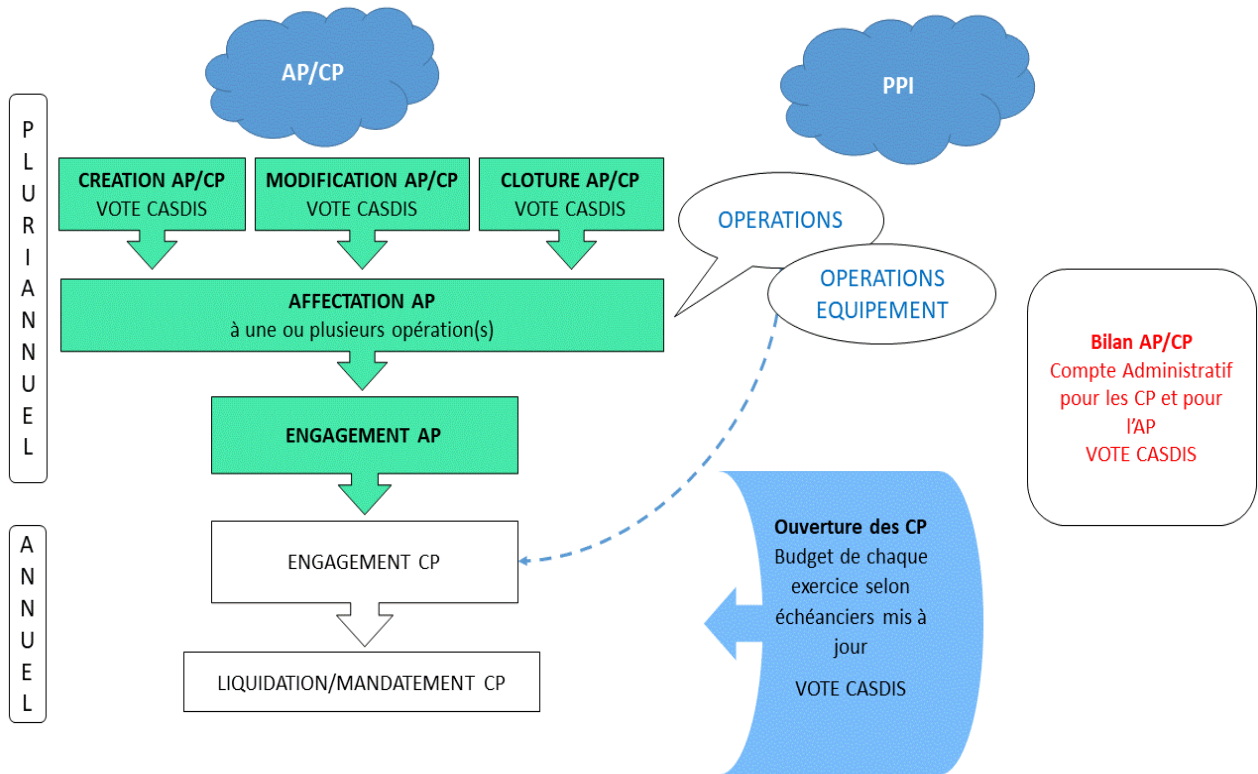 AP/CP
PPI
PLURIANNUEL
CREATION AP/CP
VOTE CASDIS
MODIFICATION AP/CP
VOTE CASDIS
CLOTURE AP/CP
VOTE CASDIS
OPERATIONS
OPERATIONS
EQUIPEMENT
AFFECTATION AP
à une ou plusieurs opération(s)
Bilan AP/CP
Compte Administratif
pour les CP et pour
l'AP
VOTE CASDIS
ENGAGEMENT AP
ANNUEL
ENGAGEMENT CP
Ouverture des CP
Budget de chaque
exercice selon
échéanciers mis à
jour
VOTE CASDIS
LIQUIDATION/MANDATEMENT CP